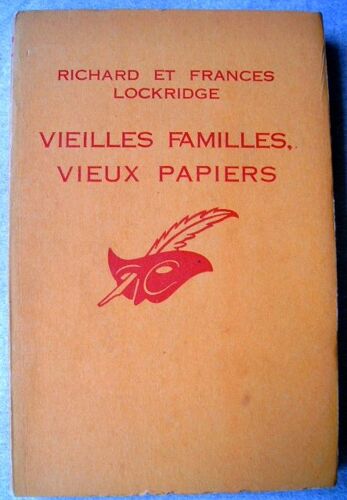 RICHARD ET FRANCES
LOCKRIDGE
VIEILLES FAMILLES,
VIEUX PAPIERS